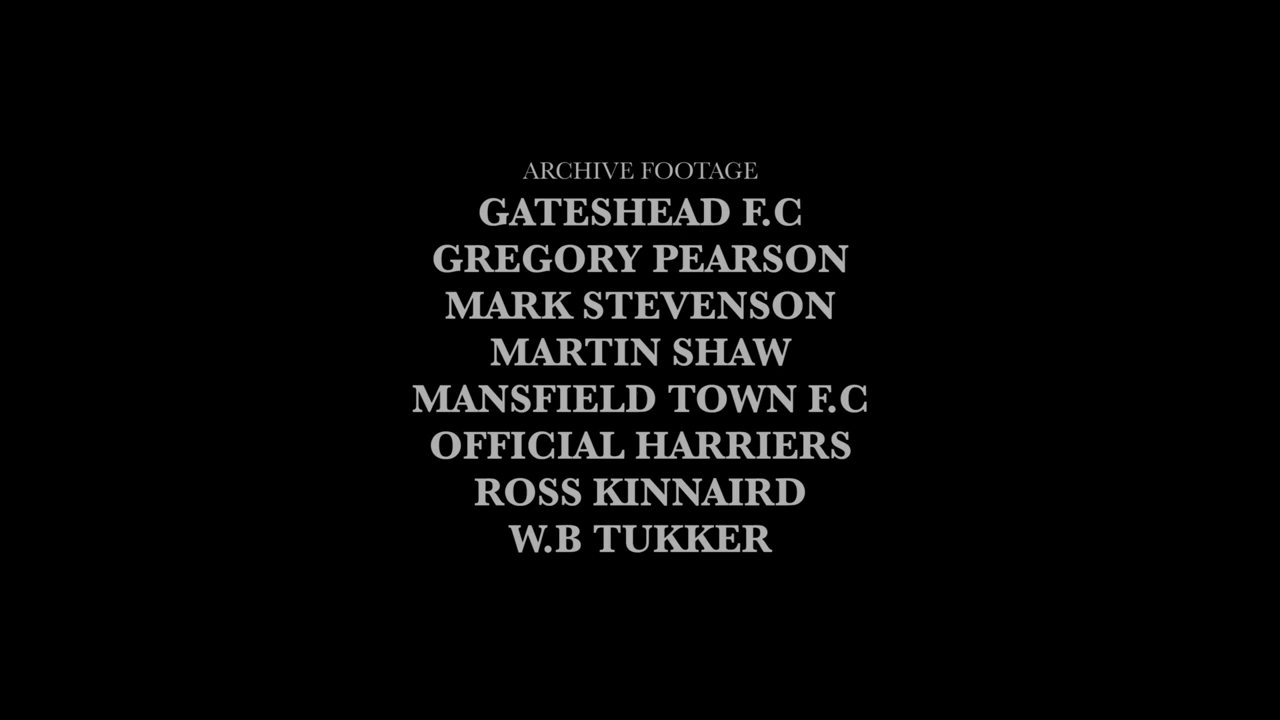 ARCHIVE FOOTAGE
GATESHEAD F.C
GREGORY PEARSON
MARK STEVENSON
MARTIN SHAW
MANSFIELD TOWN F.C
OFFICIAL HARRIERS
ROSS KINNAIRD
W.B TUKKER